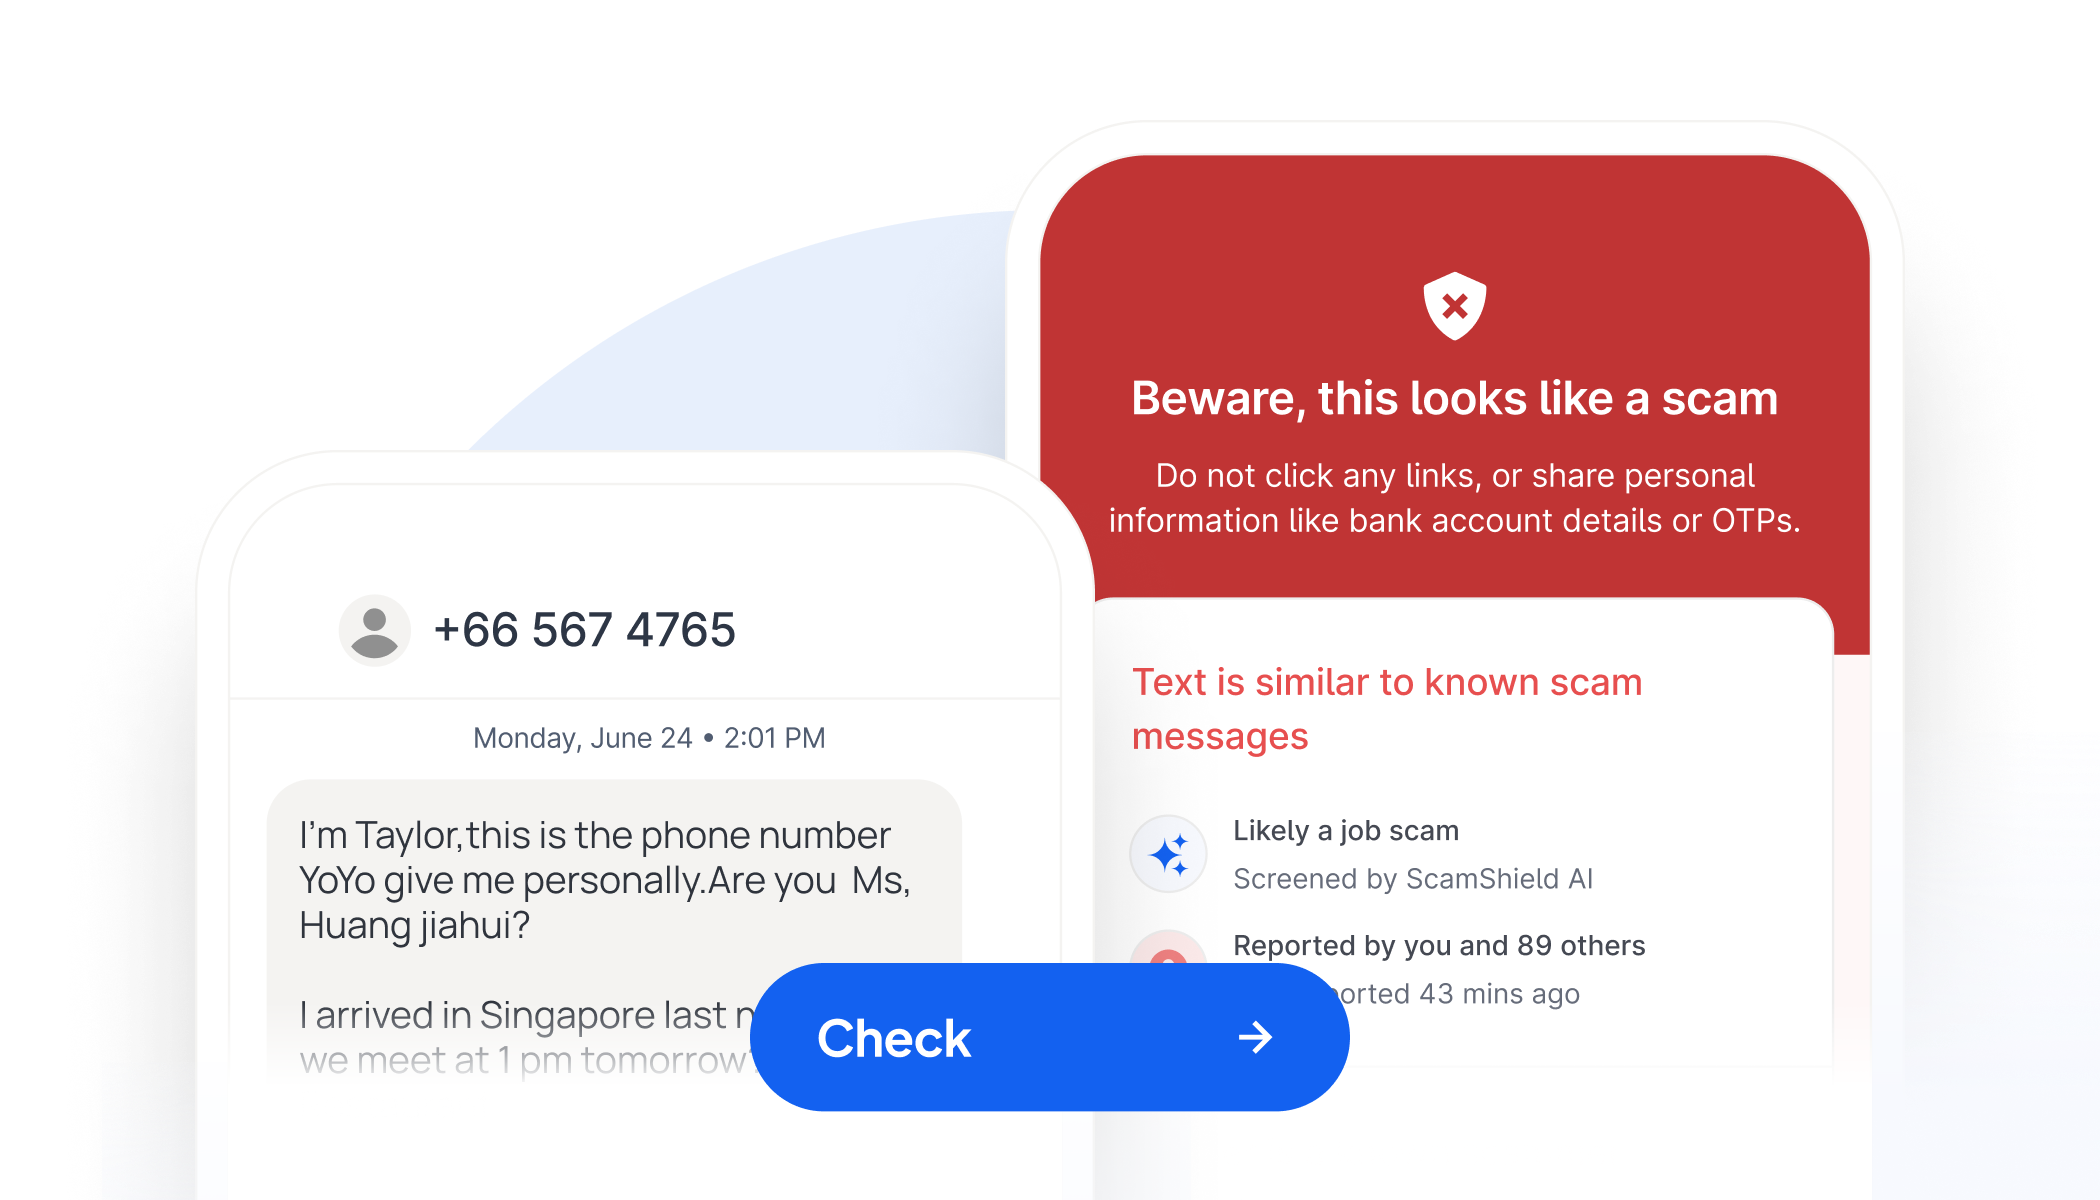 +66 567 4765
Monday, June 24 • 2:01 PM
I'm Taylor,this is the phone number
YoYo give me personally.Are you  Ms,
Huang jiahui?
I arrived in Singapore last
we meet at 1 pm tomorrow
Check
Beware, this looks like a scam
Do not click any links, or share personal
information like bank account details or OTPs.
Text is similar to known scam
messages
Likely a job scam
Screened by ScamShield AI
Reported by you and 89 others
43 mins ago